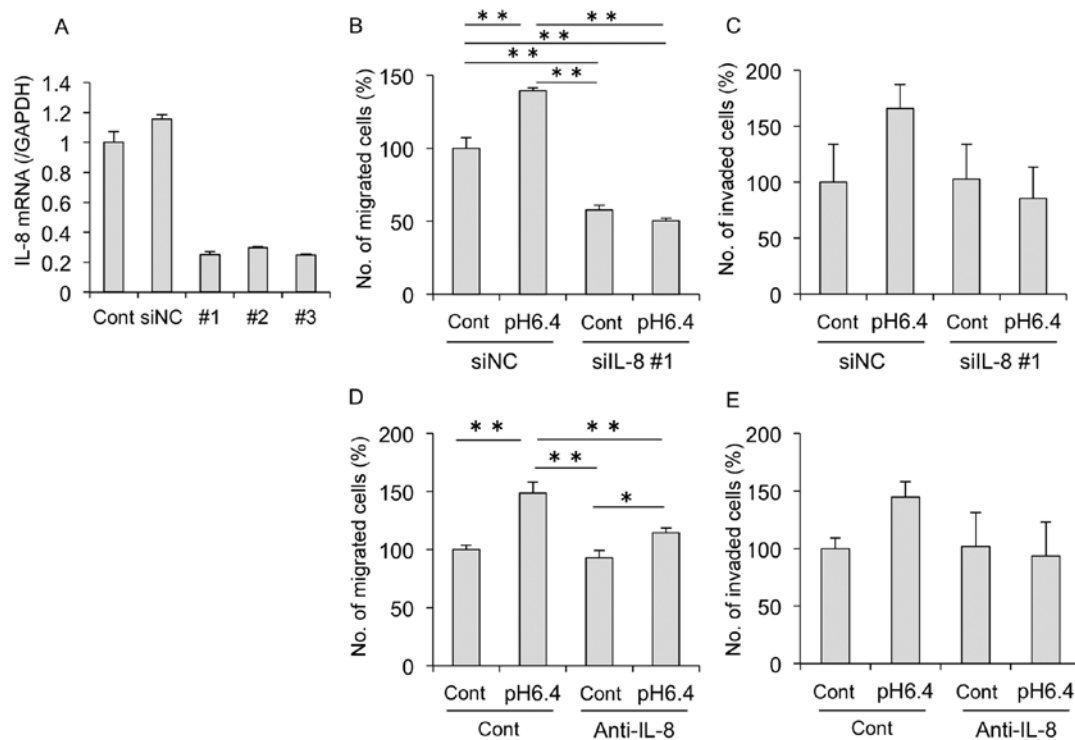 A
IL-8 mRNA (/GAPDH)
1.4
1.2
1
0.8
0.6
0.4
0.2
0
Cont siNC #1 #2 #3
B
No. of migrated cells (%)
150
100
50
0
** **
**
**
**
Cont pH6.4 Cont pH6.4
siNC siIL-8 #1
C
No. of invaded cells (%)
200
150
100
50
0
Cont pH6.4 Cont pH6.4
siNC siIL-8 #1
D
No. of migrated cells (%)
200
150
100
50
0
** **
**
*
Cont pH6.4 Cont pH6.4
Cont Anti-IL-8
E
No. of invaded cells (%)
200
150
100
50
0
Cont pH6.4 Cont pH6.4
Cont Anti-IL-8